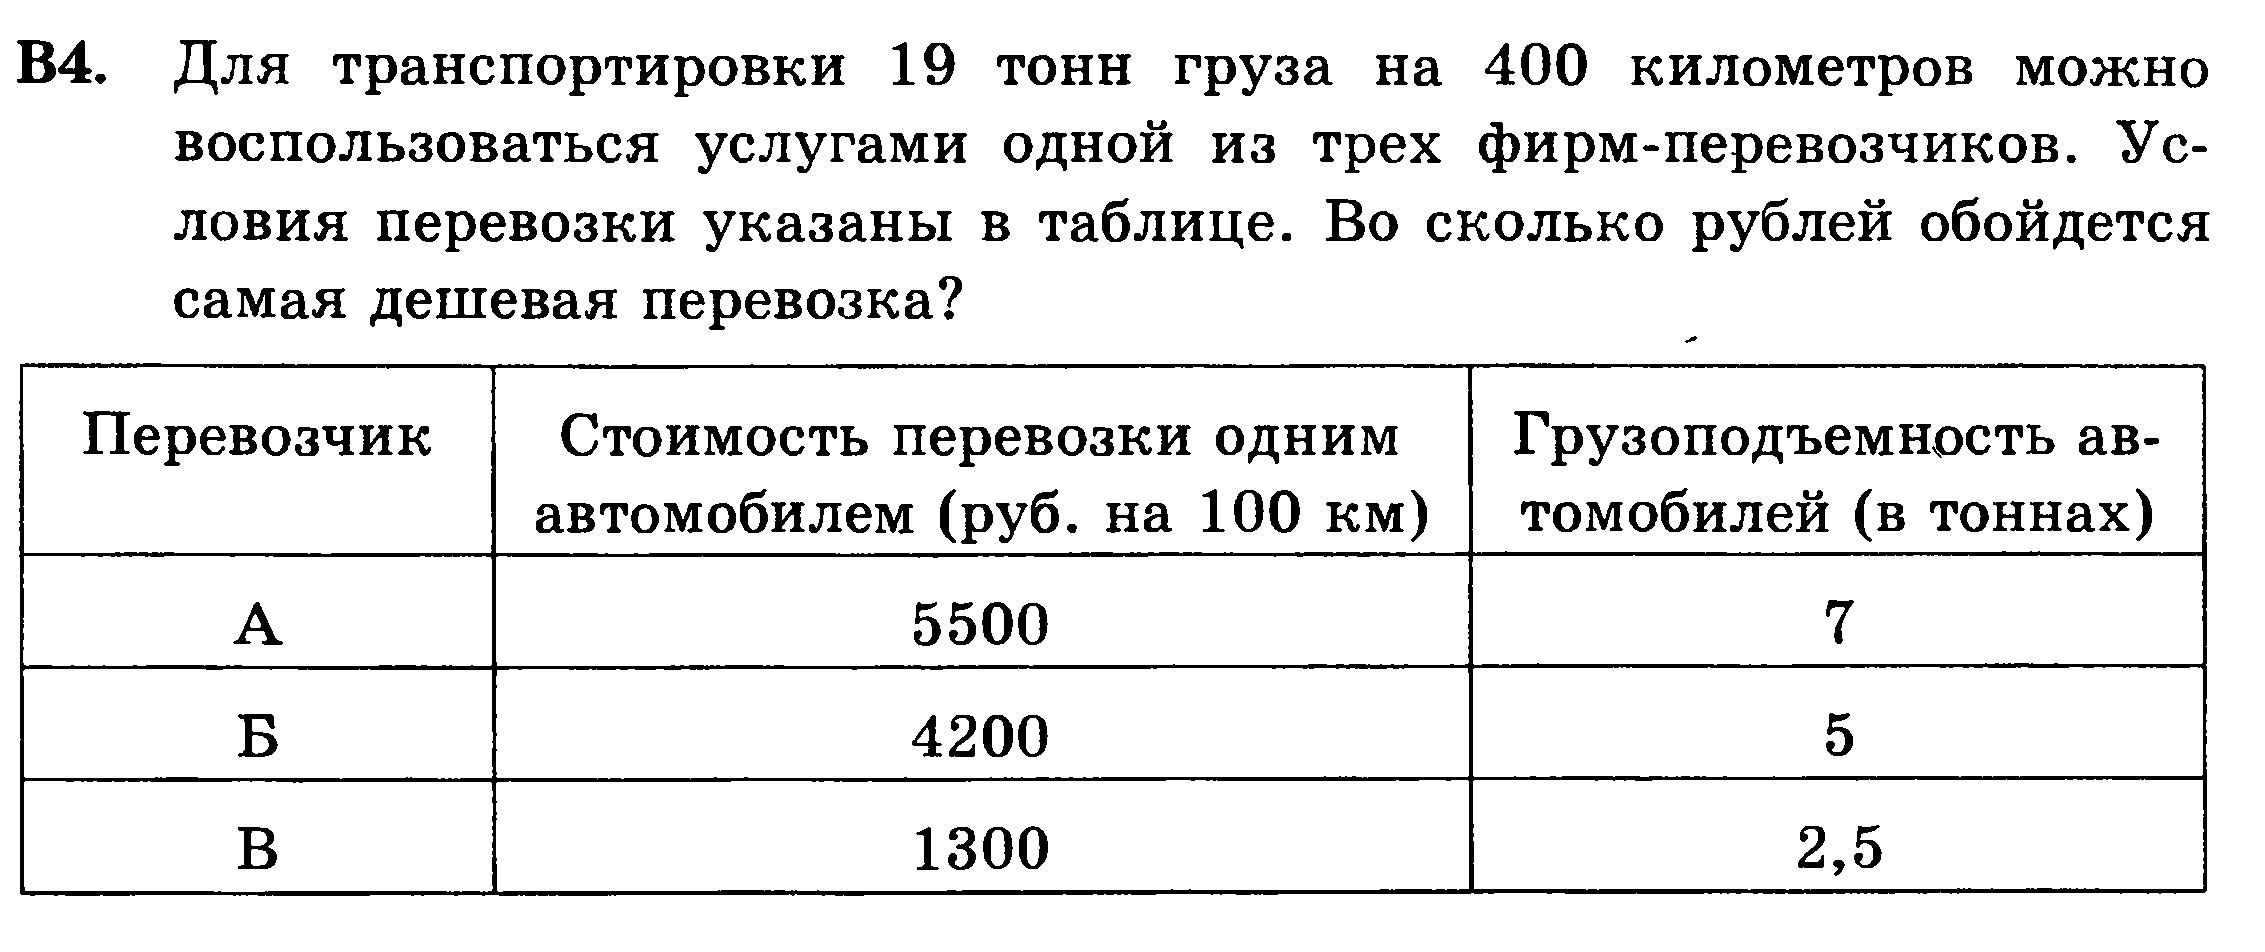 В4. Для транспортировки 19 тонн груза на 400 километров можно
воспользоваться услугами одной из трех фирм-перевозчиков. Ус-
ловия перевозки указаны в таблице. Во сколько рублей обойдется
самая дешевая перевозка?
Перевозчик Стоимость перевозки одним Грузоподъемность ав-
автомобилем (руб. на 100 км) томобилей (в тоннах)
А 5500 7
Б 4200 5
В 1300 2,5